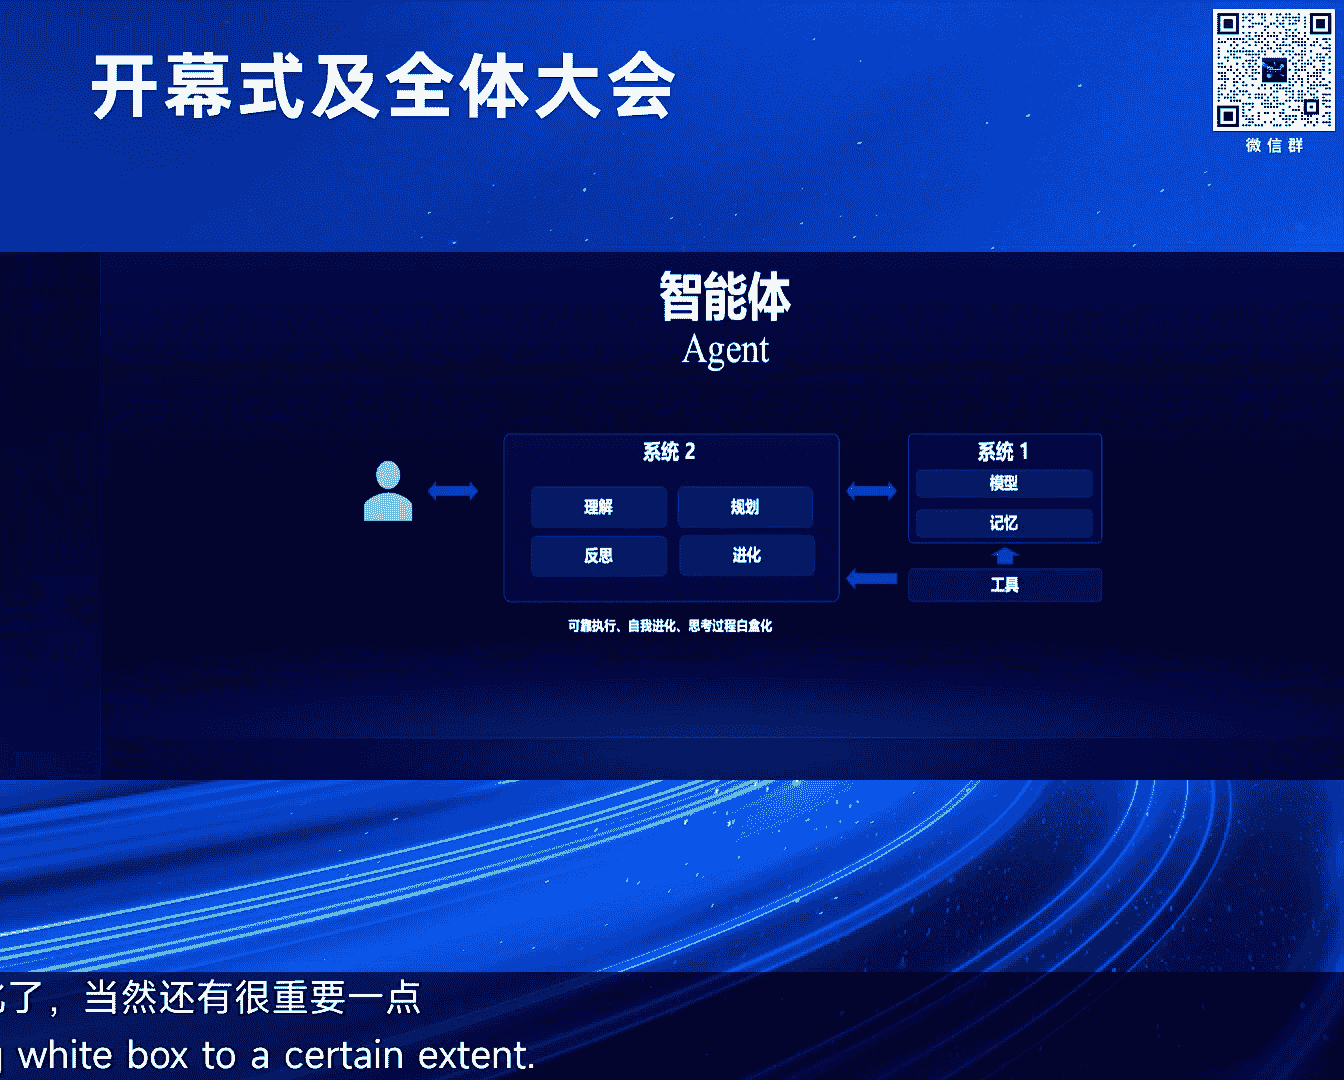 开幕式及全体大会
微信群
智能体
Agent
系统 2
理解
规划
反思
进化
系统 1
模型
记忆
工具
可靠执行、自我进化、思考过程白盒化
了，当然还有很重要一点
white box to a certain extent.